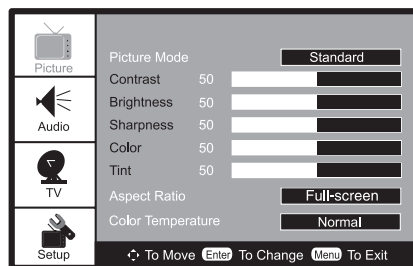 Picture
Audio
TV
Setup
Picture Mode Standard
Contrast 50
Brightness 50
Sharpness 50
Color 50
Tint 50
Aspect Ratio Full-screen
Color Temperature Normal
To Move Enter To Change Menu To Exit